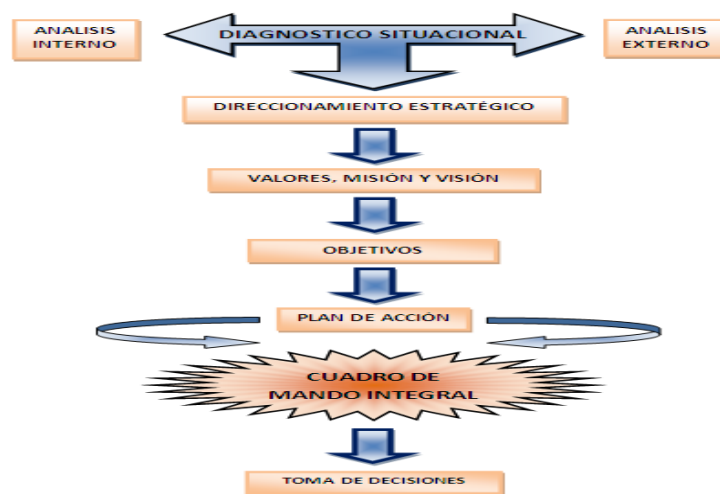 ANALISIS
INTERNO
DIAGNOSTICO SITUACIONAL
ANALISIS
EXTERNO
DIRECCIONAMIENTO ESTRATÉGICO
VALORES, MISIÓN Y VISIÓN
OBJETIVOS
PLAN DE ACCIÓN
CUADRO DE
MANDO INTEGRAL
TOMA DE DECISIONES